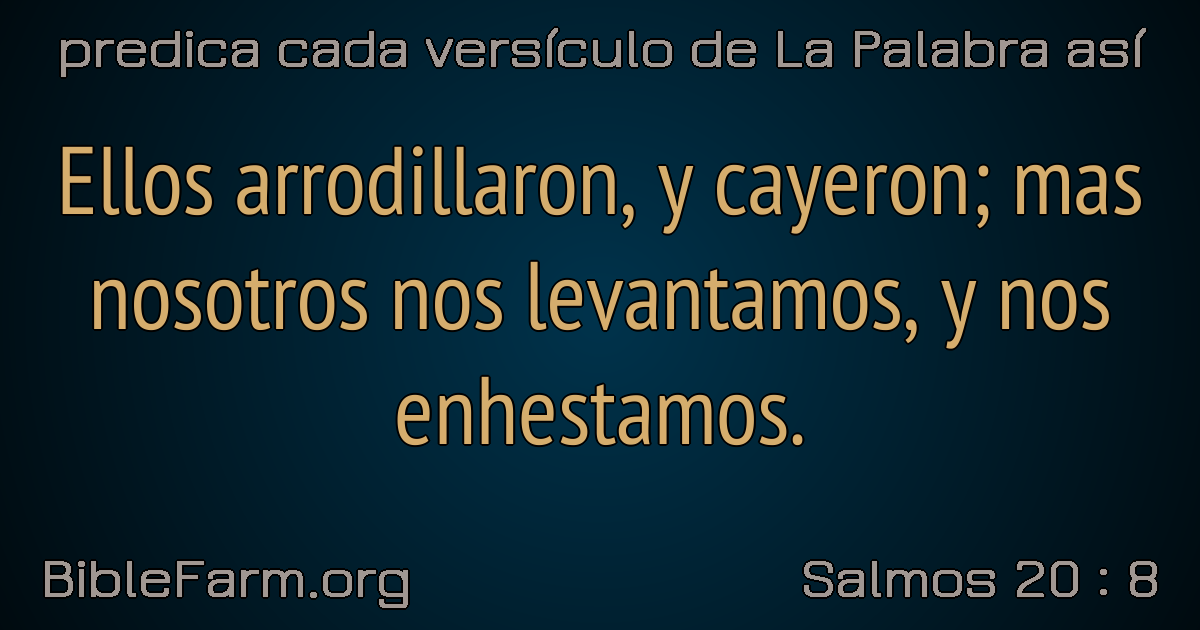 predica cada versículo de La Palabra así
Ellos arrodillaron, y cayeron; mas
nosotros nos levantamos, y nos
enhestamos.
BibleFarm.org
Salmos 20 : 8